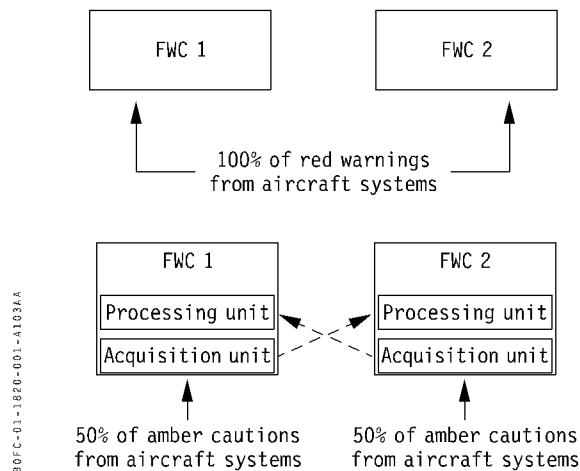 FWC 1
FWC 2
100% of red warnings
from aircraft systems
FWC 1
FWC 2
Processing unit
Processing unit
Acquisition unit
Acquisition unit
50% of amber cautions
from aircraft systems
50% of amber cautions
from aircraft systems
BOFC-01-1820-001-A103AA